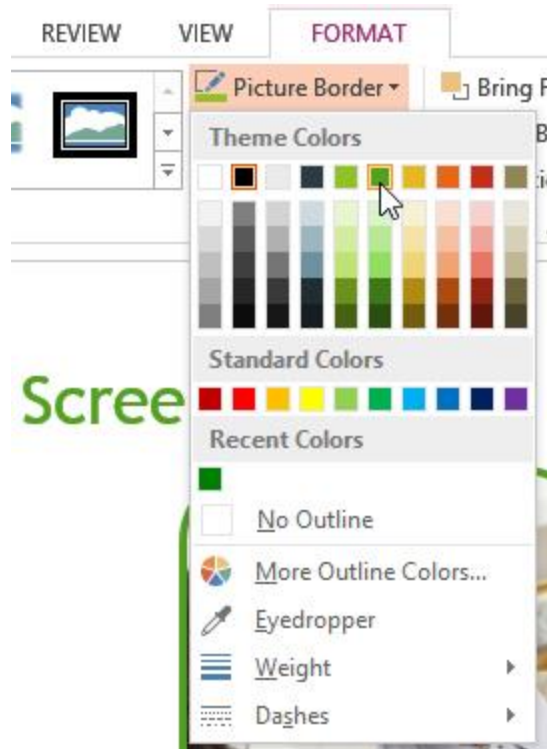 REVIEW VIEW FORMAT
Picture Border Bring F
Theme Colors B
Scree
Standard Colors
Recent Colors
No Outline
More Outline Colors...
Eyedropper
Weight
Dashes